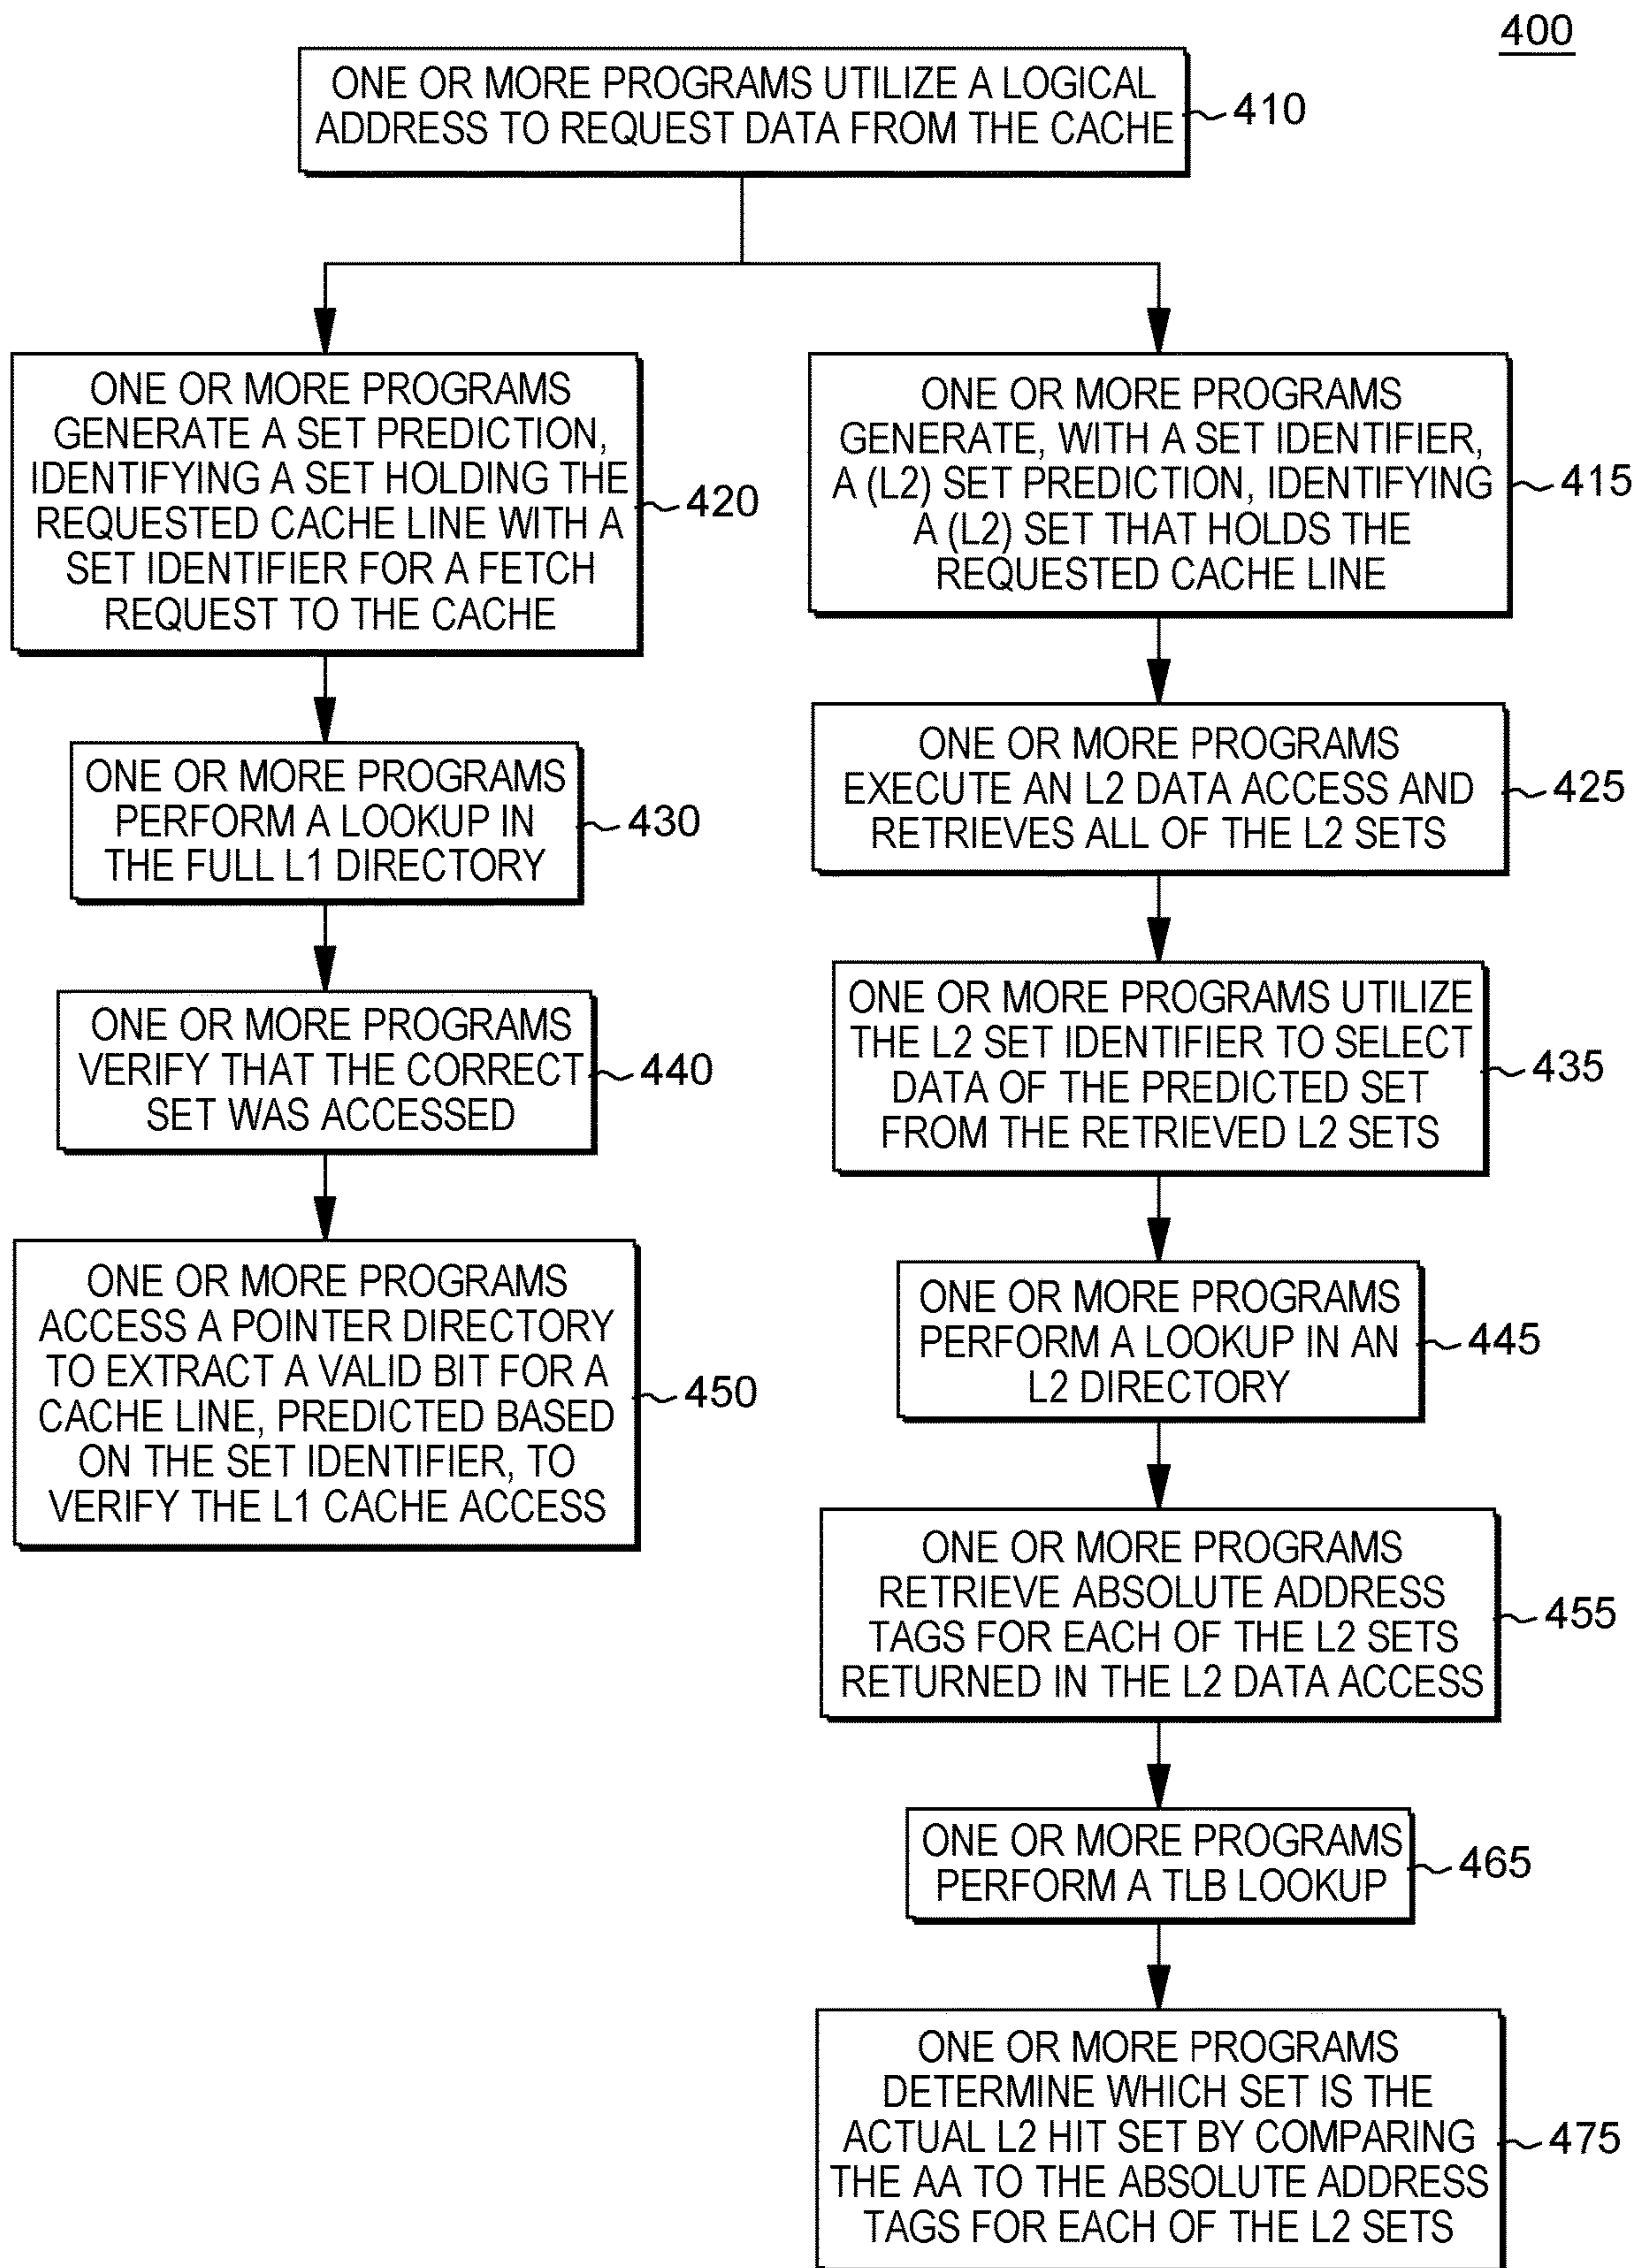 400
ONE OR MORE PROGRAMS UTILIZE A LOGICAL
ADDRESS TO REQUEST DATA FROM THE CACHE
410
ONE OR MORE PROGRAMS
GENERATE A SET PREDICTION,
IDENTIFYING A SET HOLDING THE
REQUESTED CACHE LINE WITH A
SET IDENTIFIER FOR A FETCH
REQUEST TO THE CACHE
420
ONE OR MORE PROGRAMS
PERFORM A LOOKUP IN
THE FULL L1 DIRECTORY
430
ONE OR MORE PROGRAMS
VERIFY THAT THE CORRECT
SET WAS ACCESSED
440
ONE OR MORE PROGRAMS
ACCESS A POINTER DIRECTORY
TO EXTRACT A VALID BIT FOR A
CACHE LINE, PREDICTED BASED
ON THE SET IDENTIFIER, TO
VERIFY THE L1 CACHE ACCESS
450
ONE OR MORE PROGRAMS
GENERATE, WITH A SET IDENTIFIER,
A (L2) SET PREDICTION, IDENTIFYING
A (L2) SET THAT HOLDS THE
REQUESTED CACHE LINE
415
ONE OR MORE PROGRAMS
EXECUTE AN L2 DATA ACCESS AND
RETRIEVES ALL OF THE L2 SETS
425
ONE OR MORE PROGRAMS UTILIZE
THE L2 SET IDENTIFIER TO SELECT
DATA OF THE PREDICTED SET
FROM THE RETRIEVED L2 SETS
435
ONE OR MORE PROGRAMS
PERFORM A LOOKUP IN AN
L2 DIRECTORY
445
ONE OR MORE PROGRAMS
RETRIEVE ABSOLUTE ADDRESS
TAGS FOR EACH OF THE L2 SETS
RETURNED IN THE L2 DATA ACCESS
455
ONE OR MORE PROGRAMS
PERFORM A TLB LOOKUP
465
ONE OR MORE PROGRAMS
DETERMINE WHICH SET IS THE
ACTUAL L2 HIT SET BY COMPARING
THE AA TO THE ABSOLUTE ADDRESS
TAGS FOR EACH OF THE L2 SETS
475